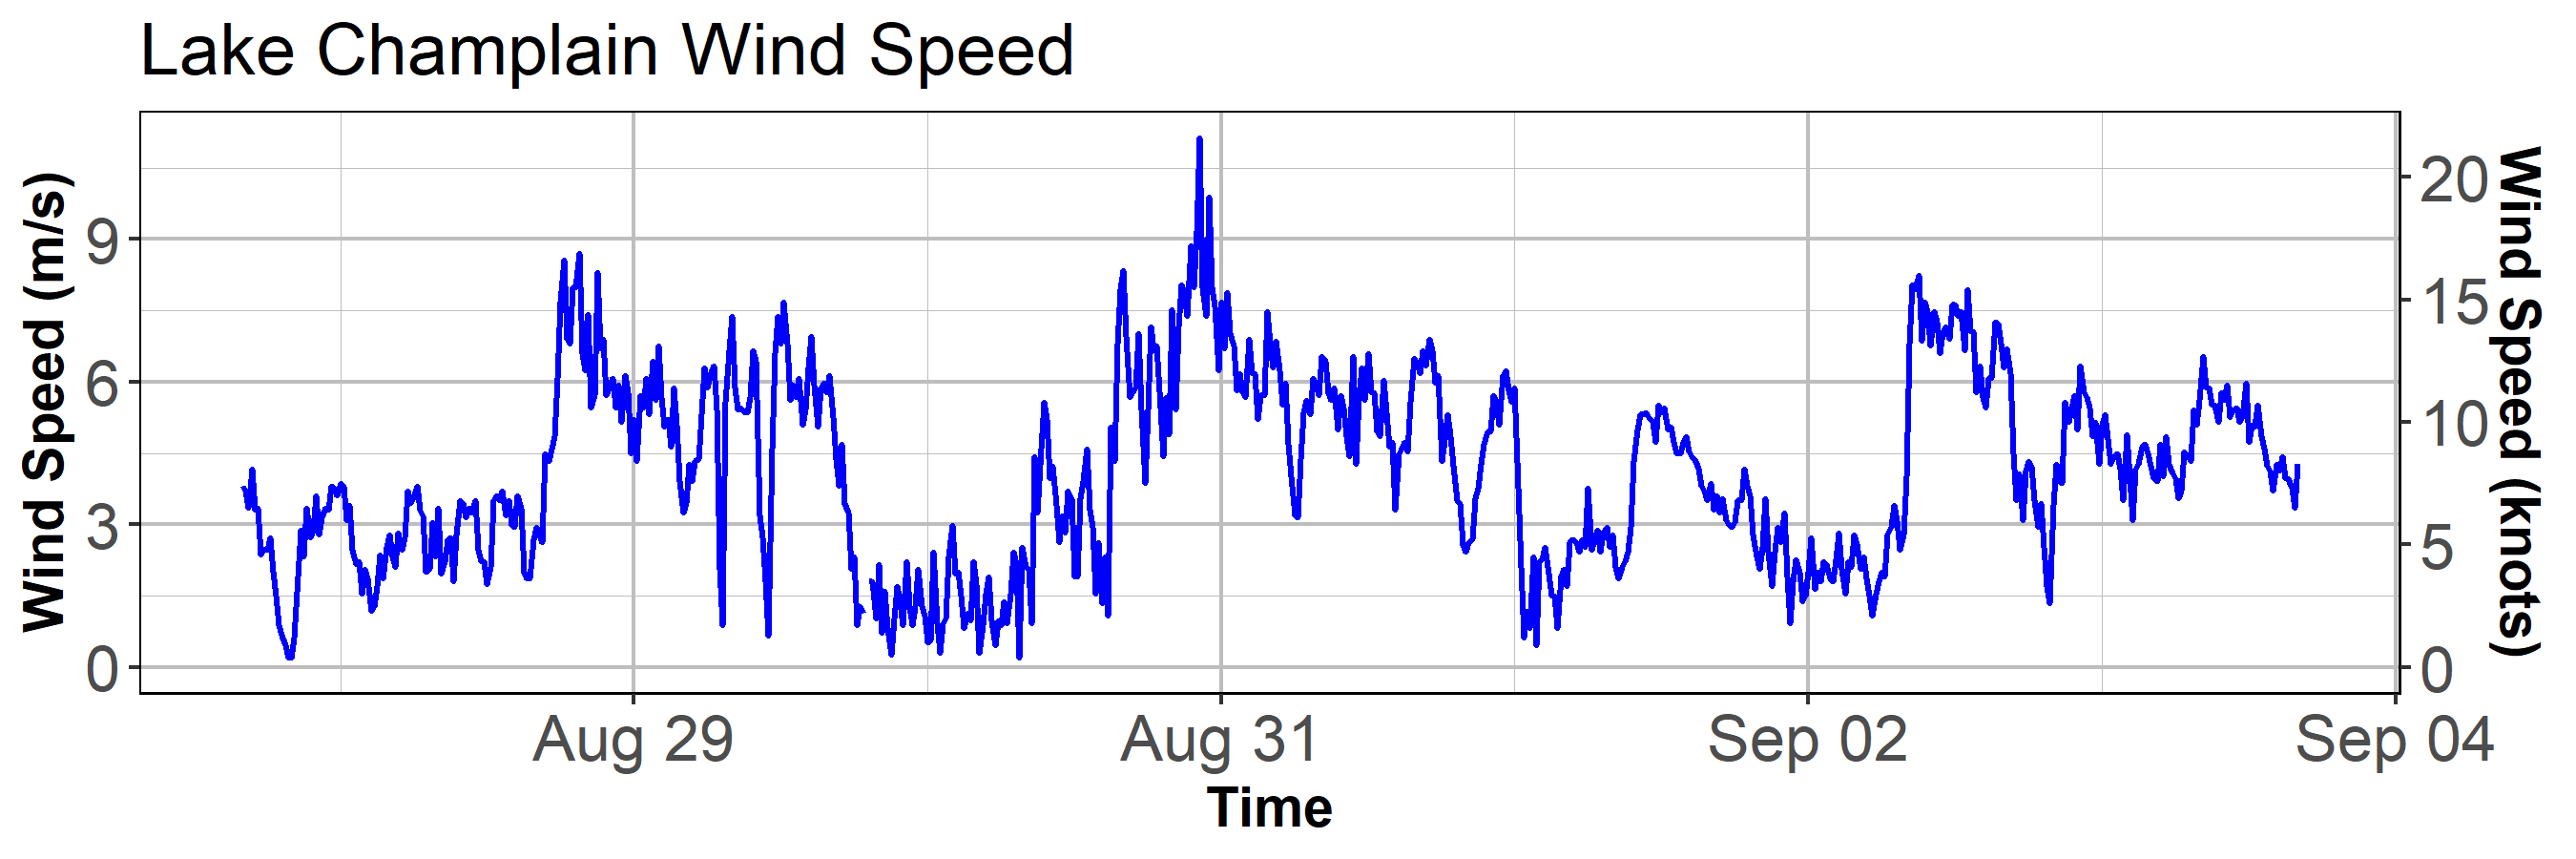 Lake Champlain Wind Speed
Wind Speed (m/s)
9
6
3
0
20
15
10
5
0
Wind Speed (knots)
Aug 29
Aug 31
Sep 02
Sep 04
Time